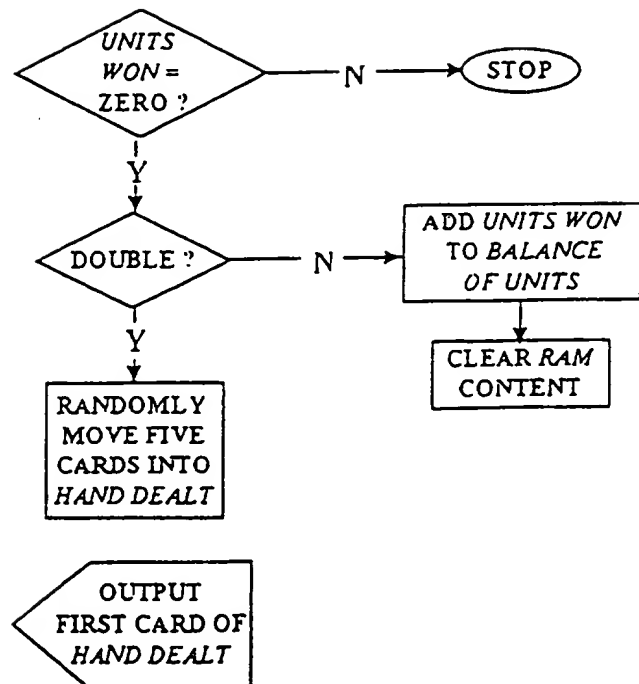 UNITS
WON =
ZERO ?
N
STOP
Y
DOUBLE ?
N
ADD UNITS WON
TO BALANCE
OF UNITS
Y
CLEAR RAM
CONTENT
RANDOMLY
MOVE FIVE
CARDS INTO
HAND DEALT
OUTPUT
FIRST CARD OF
HAND DEALT